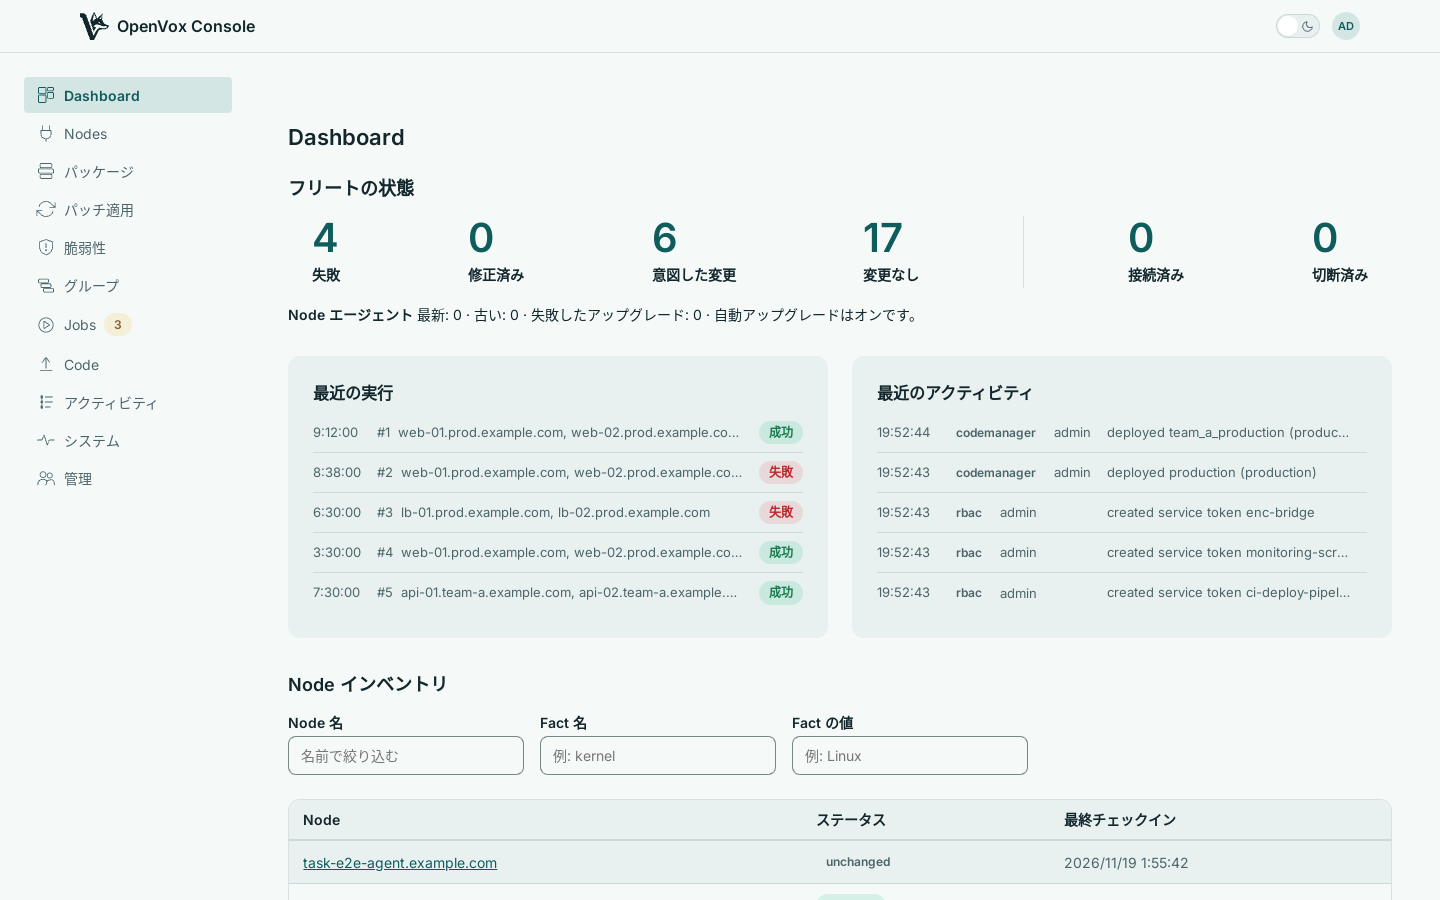 OpenVox Console
AD
Dashboard
Nodes
パッケージ
パッチ適用
脆弱性
グループ
Jobs 3
Code
アクティビティ
システム
管理
Dashboard
フリートの状態
4 0 6 17 0 0
失敗 修正済み 意図した変更 変更なし 接続済み 切断済み
Node エージェント 最新: 0 · 古い: 0 · 失敗したアップグレード: 0 · 自動アップグレードはオンです。
最近の実行
9:12:00 #1 web-01.prod.example.com, web-02.prod.example.co... 成功
8:38:00 #2 web-01.prod.example.com, web-02.prod.example.co... 失敗
6:30:00 #3 lb-01.prod.example.com, lb-02.prod.example.com 失敗
3:30:00 #4 web-01.prod.example.com, web-02.prod.example.co... 成功
7:30:00 #5 api-01.team-a.example.com, api-02.team-a.example.... 成功
最近のアクティビティ
19:52:44 codemanager admin deployed team_a_production (produc...
19:52:43 codemanager admin deployed production (production)
19:52:43 rbac admin created service token enc-bridge
19:52:43 rbac admin created service token monitoring-scr...
19:52:43 rbac admin created service token ci-deploy-pipel...
Node インベントリ
Node 名 Fact 名 Fact の値
名前で絞り込む 例: kernel 例: Linux
Node ステータス 最終チェックイン
task-e2e-agent.example.com unchanged 2026/11/19 1:55:42